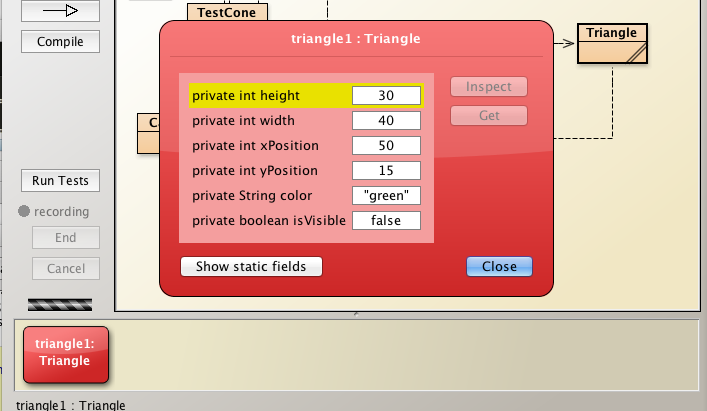 TestCone
Compile
Triangle
triangle1 : Triangle
private int height 30
private int width 40
private int xPosition 50
private int yPosition 15
private String color "green"
private boolean isVisible false
Inspect
Get
Show static fields
Close
Run Tests
recording
End
Cancel
triangle1:
Triangle
triangle1 : Triangle